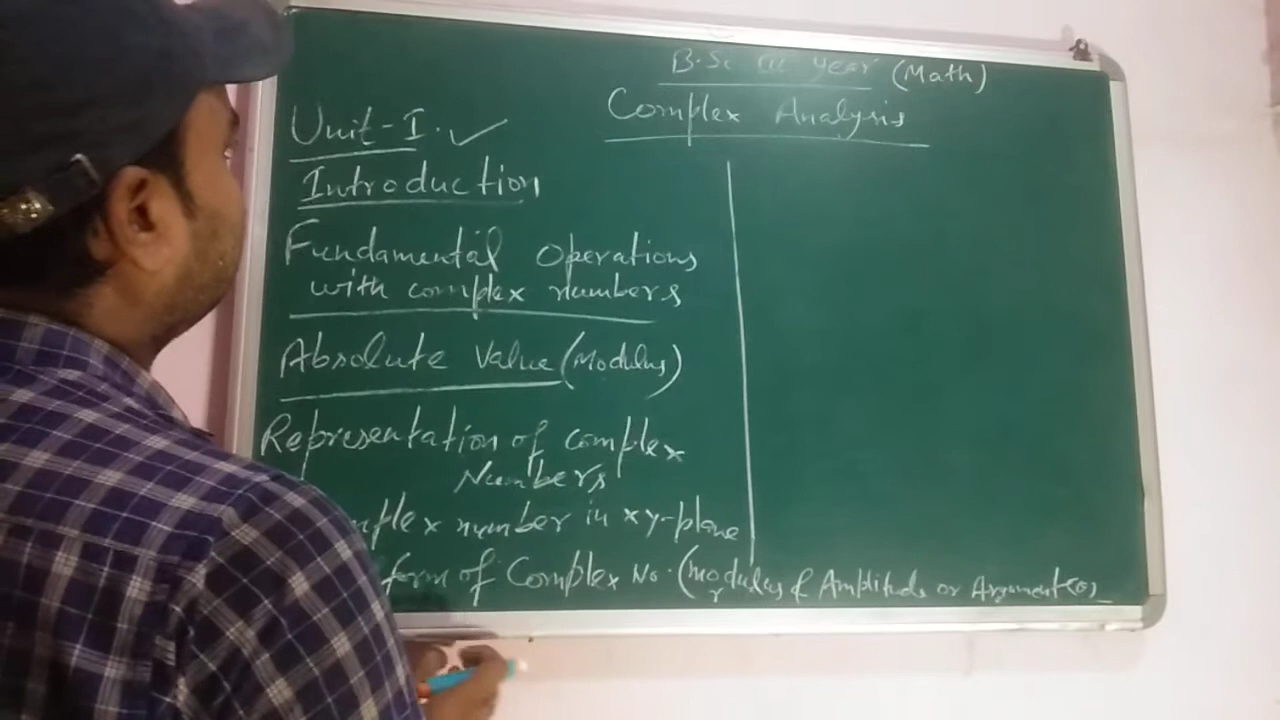 B.Sc III year (Math)
Complex Analysis
Unit-I. ✓
Introduction
Fundamental Operations
with complex numbers
Absolute Value (Modulus)
Representation of complex
Numbers
mplex number in xy-plane
form of Complex No. (modulus & Amplitude or Argument(θ)
r